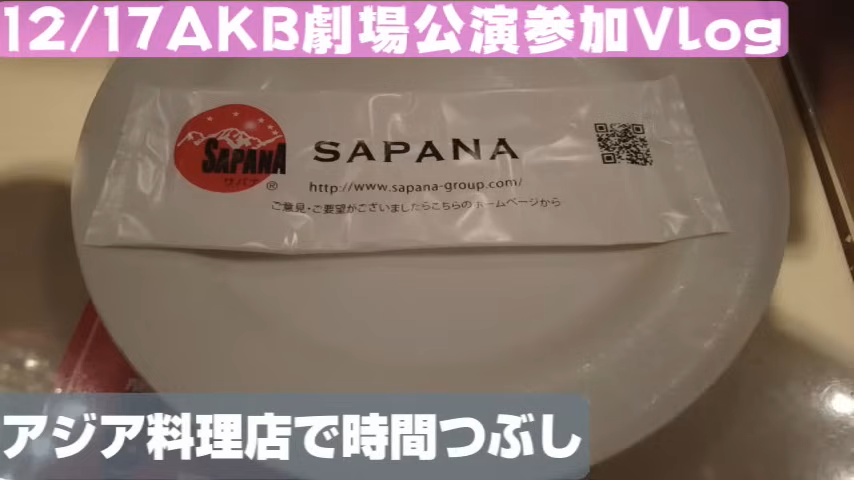 12/17AKB劇場公演参加Vlog
SAPANA
サパナ
®
SAPANA
http://www.sapana-group.com/
ご意見・ご要望がございましたらこちらのホームページから
アジア料理店で時間つぶし